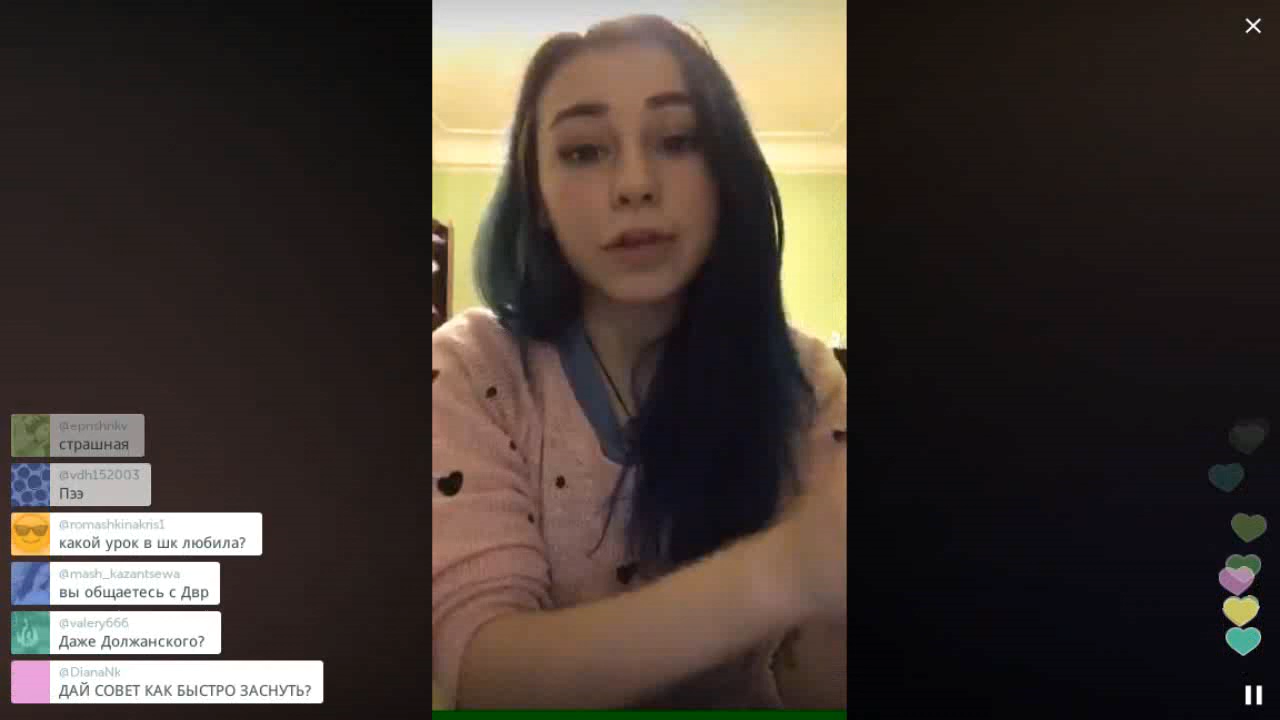 @epnshnkv
страшная
@vdh152003
Пээ
@romashkinakris1
какой урок в шк любила?
@mash_kazantsewa
вы общаетесь с Двр
@valery666
Даже Должанского?
@DianaNk
ДАЙ СОВЕТ КАК БЫСТРО ЗАСНУТЬ?